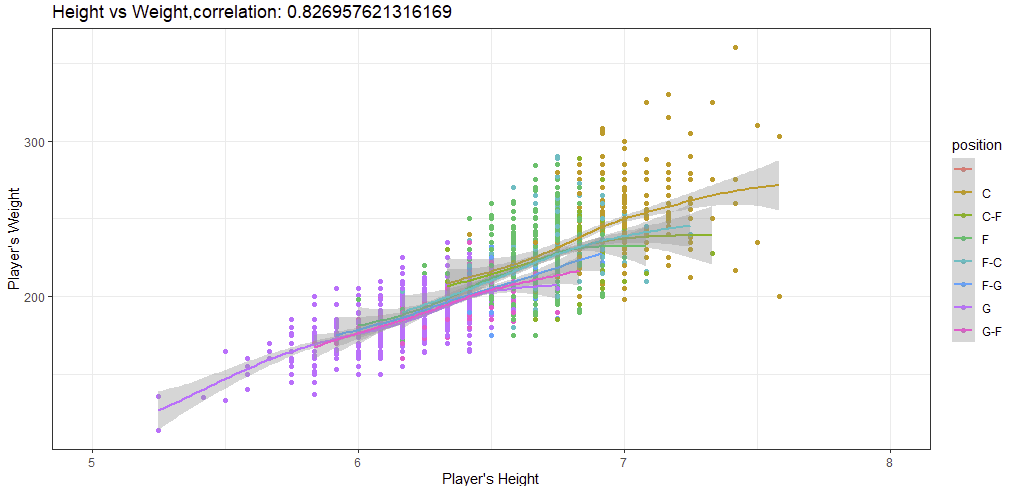 Height vs Weight,correlation: 0.826957621316169
300
200
Player's Weight
5
6
7
8
Player's Height
position
C
C-F
F
F-C
F-G
G
G-F